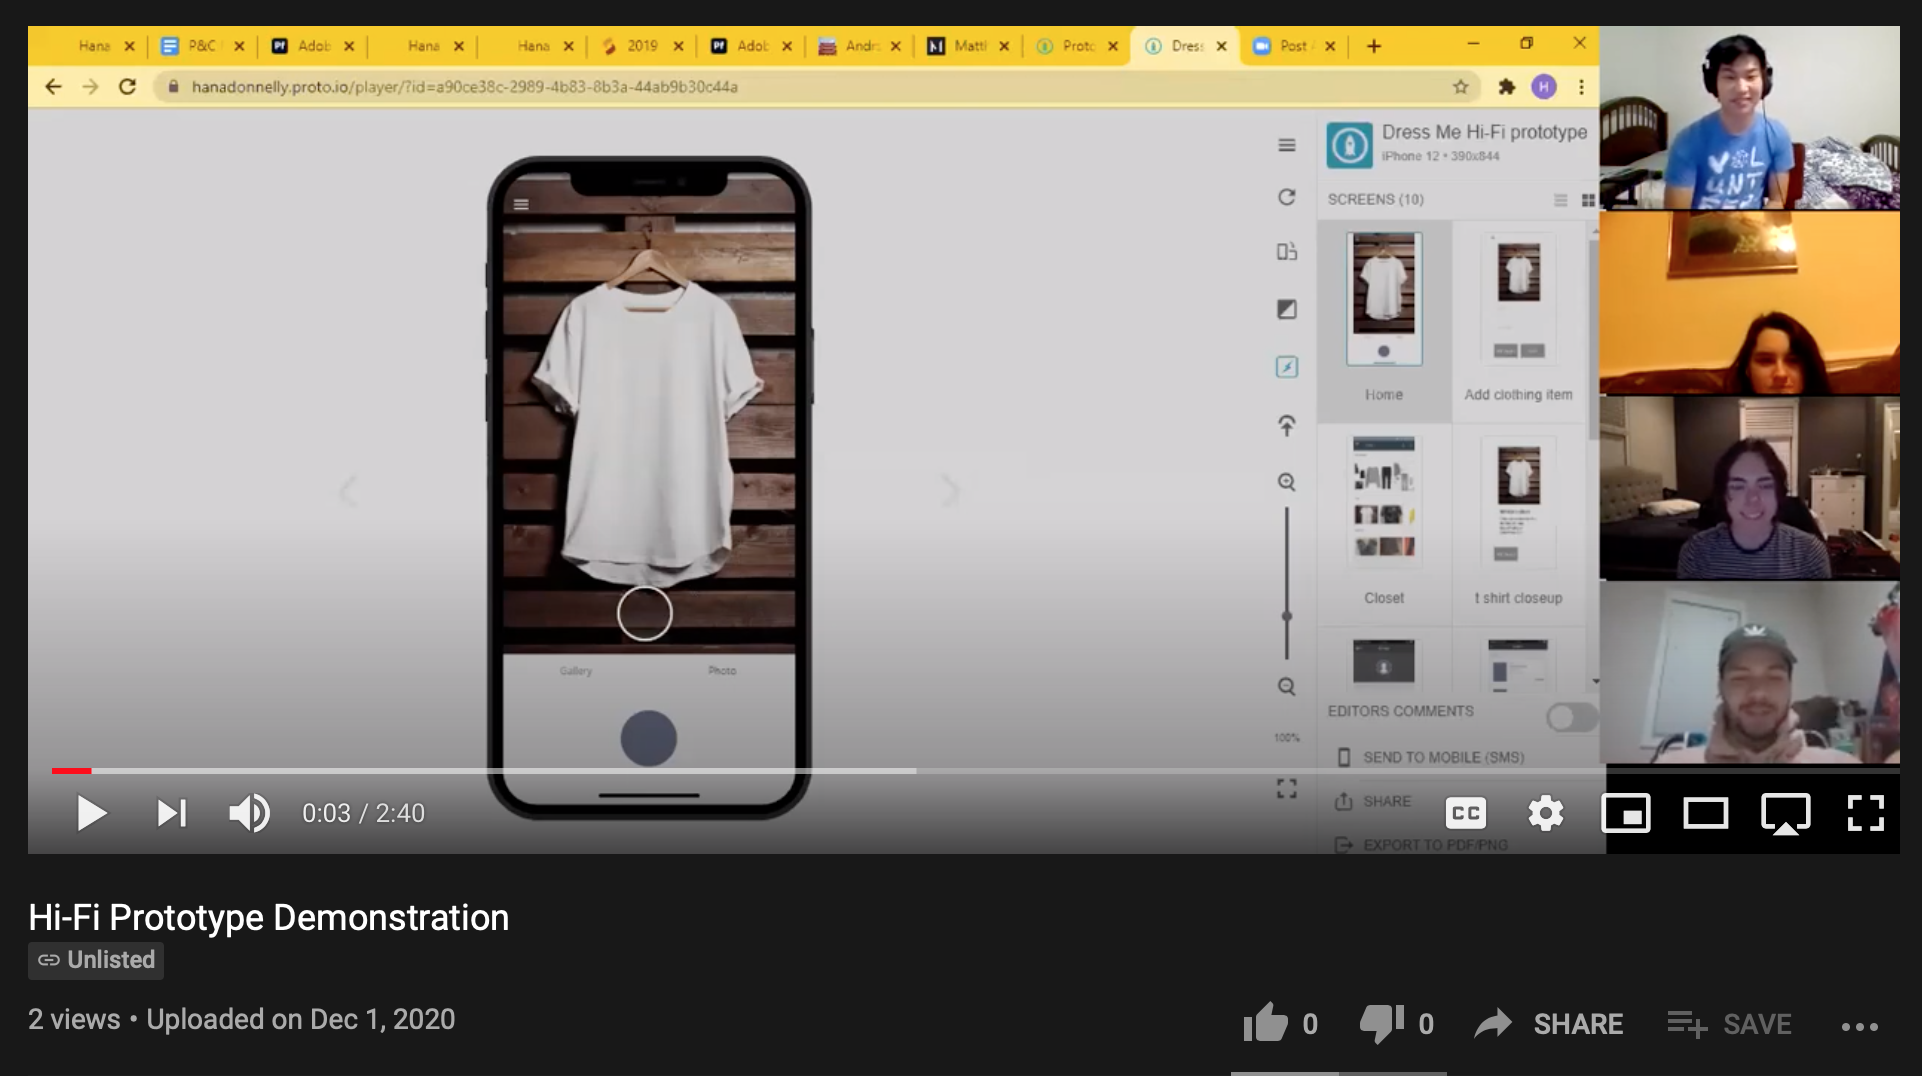 Hana
P&C
Adob
Hana
Hana
2019
Adob
Andr
Matt
Proto
Dress
Post
hanadonnelly.proto.io/player/?id=a90ce38c-2989-4b83-8b3a-44ab9b30c44a
H
Dress Me Hi-Fi prototype
iPhone 12 • 390x844
SCREENS (10)
Home
Add clothing item
Closet
t shirt closeup
Gallery
Photo
100%
EDITORS COMMENTS
SEND TO MOBILE (SMS)
SHARE
EXPORT TO PDF/PNG
VOL
UNT
0:03 / 2:40
CC
Hi-Fi Prototype Demonstration
Unlisted
2 views • Uploaded on Dec 1, 2020
0
0
SHARE
SAVE